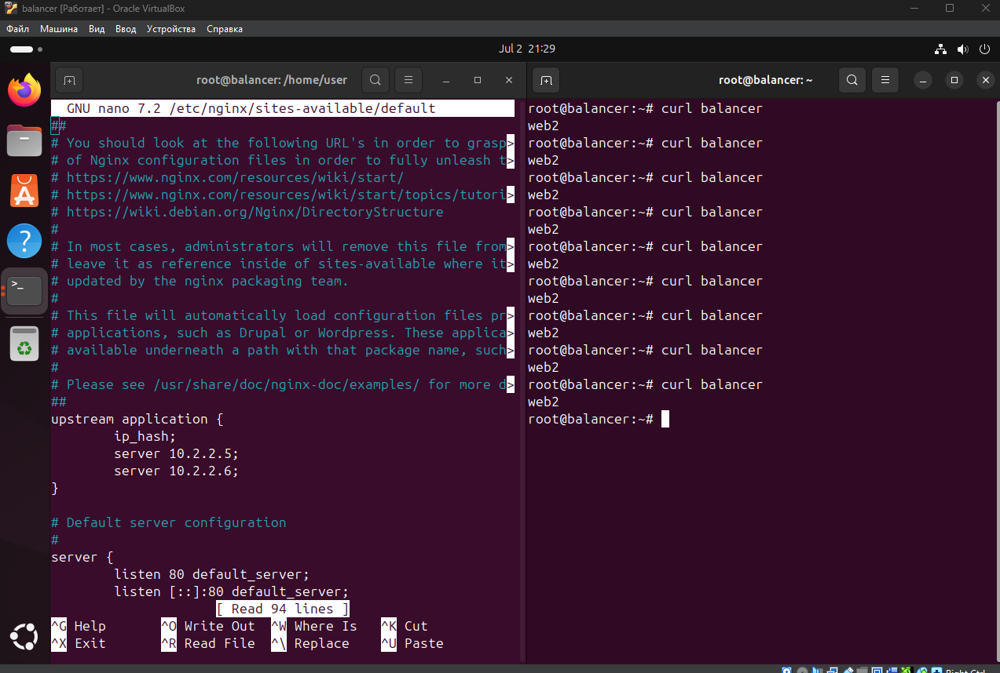 balancer [Работает] - Oracle VirtualBox
Файл Машина Вид Ввод Устройства Справка
Jul 2 21:29
root@balancer: /home/user
GNU nano 7.2 /etc/nginx/sites-available/default
##
# You should look at the following URL's in order to grasp>
# of Nginx configuration files in order to fully unleash t>
# https://www.nginx.com/resources/wiki/start/
# https://www.nginx.com/resources/wiki/start/topics/tutori>
# https://wiki.debian.org/Nginx/DirectoryStructure
#
# In most cases, administrators will remove this file from>
# leave it as reference inside of sites-available where it>
# updated by the nginx packaging team.
#
# This file will automatically load configuration files pr>
# applications, such as Drupal or Wordpress. These applica>
# available underneath a path with that package name, such>
#
# Please see /usr/share/doc/nginx-doc/examples/ for more d>
##
upstream application {
ip_hash;
server 10.2.2.5;
server 10.2.2.6;
}
# Default server configuration
#
server {
listen 80 default_server;
listen [::]:80 default_server;
[ Read 94 lines ]
^G Help ^O Write Out ^W Where Is ^K Cut
^X Exit ^R Read File ^\ Replace ^U Paste
root@balancer: ~
root@balancer:~# curl balancer
web2
root@balancer:~# curl balancer
web2
root@balancer:~# curl balancer
web2
root@balancer:~# curl balancer
web2
root@balancer:~# curl balancer
web2
root@balancer:~# curl balancer
web2
root@balancer:~# curl balancer
web2
root@balancer:~# curl balancer
web2
root@balancer:~# curl balancer
web2
root@balancer:~#
Right Ctrl